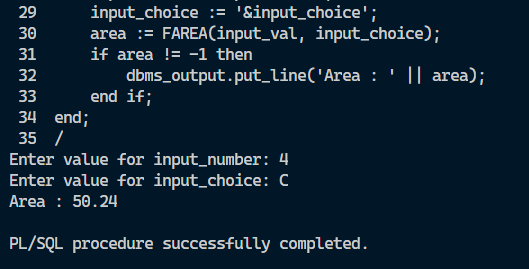 29      input_choice := '&input_choice';
30      area := FAREA(input_val, input_choice);
31      if area != -1 then
32          dbms_output.put_line('Area : ' || area);
33      end if;
34  end;
35  /
Enter value for input_number: 4
Enter value for input_choice: C
Area : 50.24
PL/SQL procedure successfully completed.